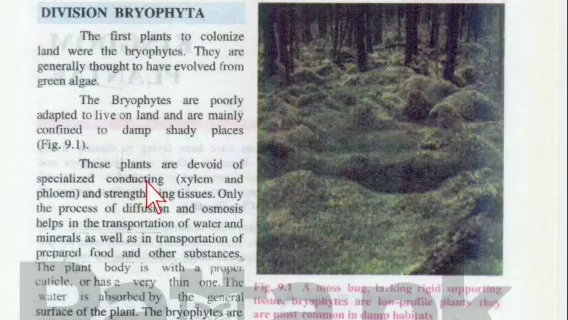 DIVISION BRYOPHYTA
The first plants to colonize
land were the bryophytes. They are
generally thought to have evolved from
green algae.
The Bryophytes are poorly
adapted to live on land and are mainly
confined to damp shady places
(Fig. 9.1).
These plants are devoid of
specialized conducting (xylem and
phloem) and strengthening tissues. Only
the process of diffusion and osmosis
helps in the transportation of water and
minerals as well as in transportation of
prepared food and other substances.
The plant body is with a proper
cuticle, or has a very thin one. The
water is absorbed by the general
surface of the plant. The bryophytes are
Fig. 9.1 A moss bug, lacking rigid supporting
tissue, bryophytes are low-profile plants they
are most common in damp habitats